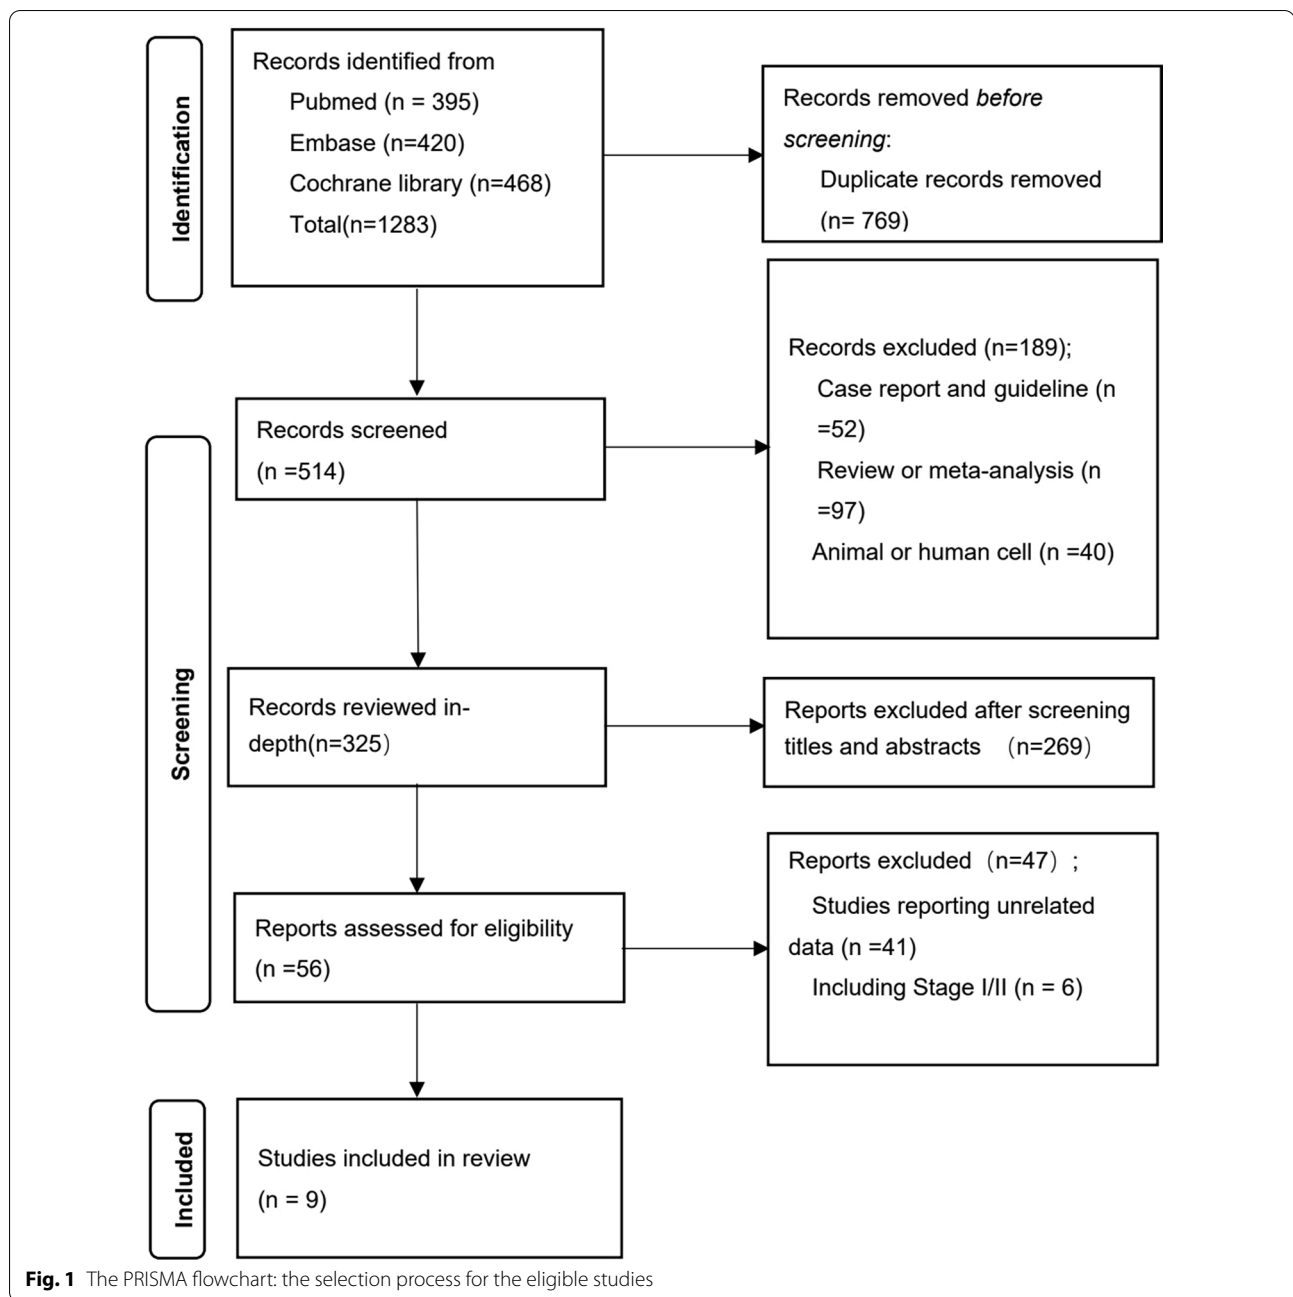 Identification
Records identified from
Pubmed (n = 395)
Embase (n=420)
Cochrane library (n=468)
Total(n=1283)
Records removed before
screening:
Duplicate records removed
(n= 769)
Screening
Records screened
(n =514)
Records excluded (n=189);
Case report and guideline (n
=52)
Review or meta-analysis (n
=97)
Animal or human cell (n =40)
Records reviewed in-
depth(n=325)
Reports excluded after screening
titles and abstracts （n=269）
Reports assessed for eligibility
(n =56)
Reports excluded（n=47）;
Studies reporting unrelated
data (n =41)
Including Stage I/II (n = 6)
Included
Studies included in review
(n = 9)
Fig. 1 The PRISMA flowchart: the selection process for the eligible studies